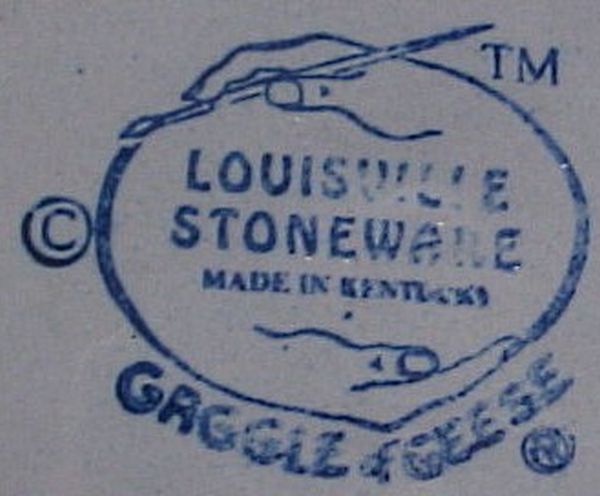 TM
©
LOUISVILLE
STONEWARE
MADE IN KENTUCKY
GAGGLE of GEESE
®